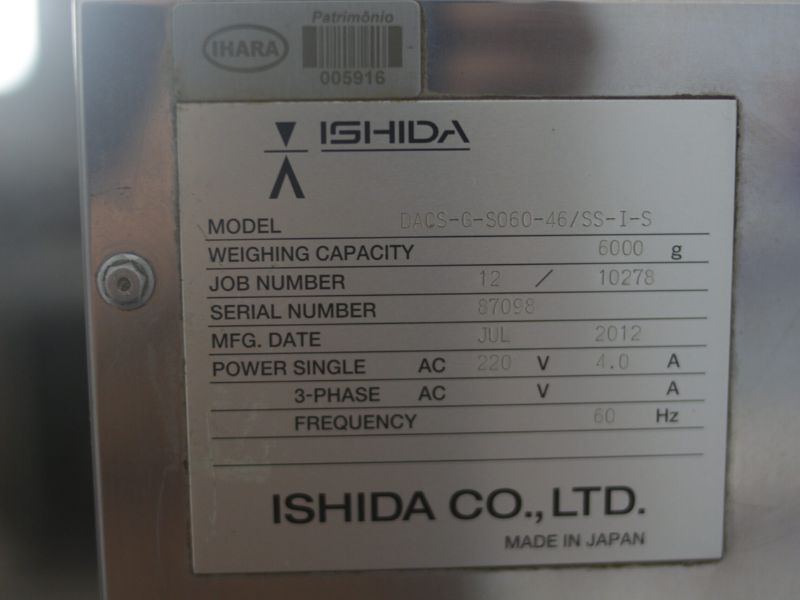 Patrimônio
IHARA
005916
ISHIDA
MODEL DACS-G-S060-46/SS-I-S
WEIGHING CAPACITY 6000 g
JOB NUMBER 12 / 10278
SERIAL NUMBER 87098
MFG. DATE JUL 2012
POWER SINGLE AC 220 V 4.0 A
3-PHASE AC V A
FREQUENCY 60 Hz
ISHIDA CO., LTD.
MADE IN JAPAN